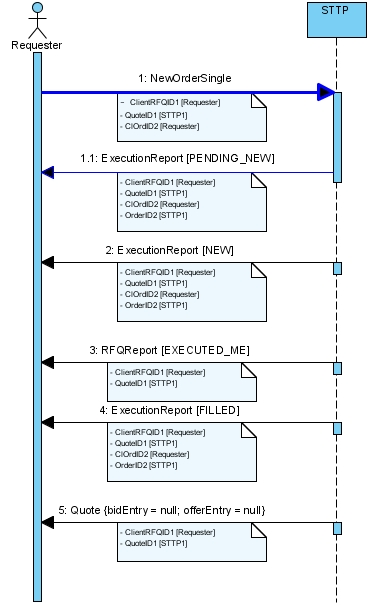 STTP
Requester
1: NewOrderSingle
- ClientRFQID1 [Requester]
- QuoteID1 [STTP1]
- ClOrdID2 [Requester]
1.1: ExecutionReport [PENDING_NEW]
- ClientRFQID1 [Requester]
- QuoteID1 [STTP1]
- ClOrdID2 [Requester]
- OrderID2 [STTP1]
2: ExecutionReport [NEW]
- ClientRFQID1 [Requester]
- QuoteID1 [STTP1]
- ClOrdID2 [Requester]
- OrderID2 [STTP1]
3: RFQReport [EXECUTED_ME]
- ClientRFQID1 [Requester]
- QuoteID1 [STTP1]
4: ExecutionReport [FILLED]
- ClientRFQID1 [Requester]
- QuoteID1 [STTP1]
- ClOrdID2 [Requester]
- OrderID2 [STTP1]
5: Quote {bidEntry = null; offerEntry = null}
- ClientRFQID1 [Requester]
- QuoteID1 [STTP1]